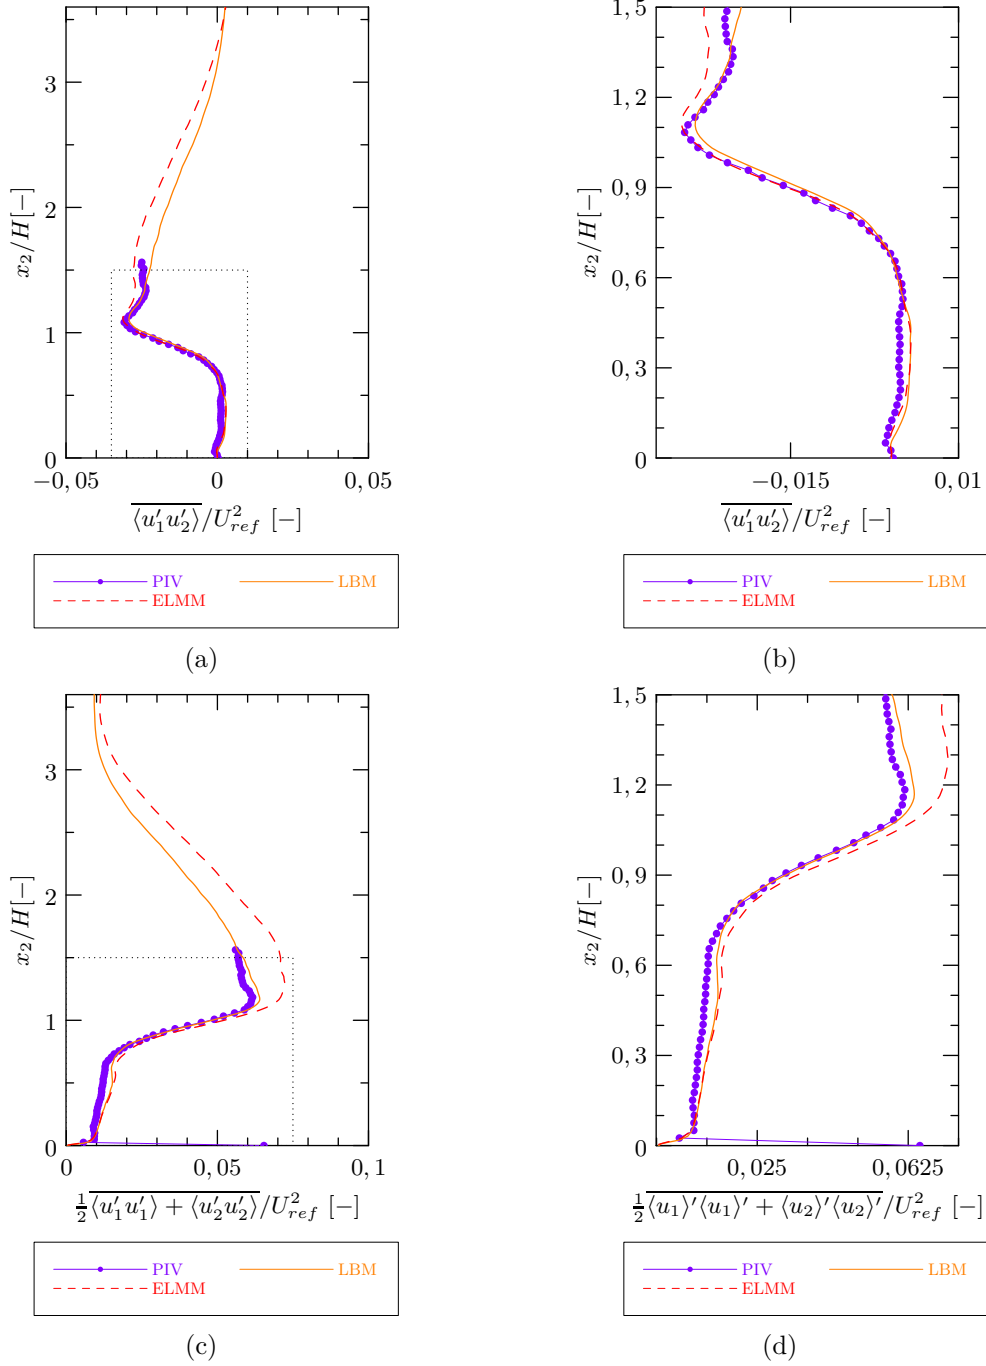 3
2
1
0
−0,05
0
0,05
x₂/H[−]
⟨u′₁u′₂⟩/U²ref [−]
PIV
LBM
ELMM
(a)
1,5
1,2
0,9
0,6
0,3
0
−0,015
0,01
x₂/H[−]
⟨u′₁u′₂⟩/U²ref [−]
PIV
LBM
ELMM
(b)
3
2
1
0
0
0,05
0,1
x₂/H[−]
½⟨u′₁u′₁⟩ + ⟨u′₂u′₂⟩/U²ref [−]
PIV
LBM
ELMM
(c)
1,5
1,2
0,9
0,6
0,3
0
0,025
0,0625
x₂/H[−]
½⟨u₁⟩′⟨u₁⟩′ + ⟨u₂⟩′⟨u₂⟩′/U²ref [−]
PIV
LBM
ELMM
(d)